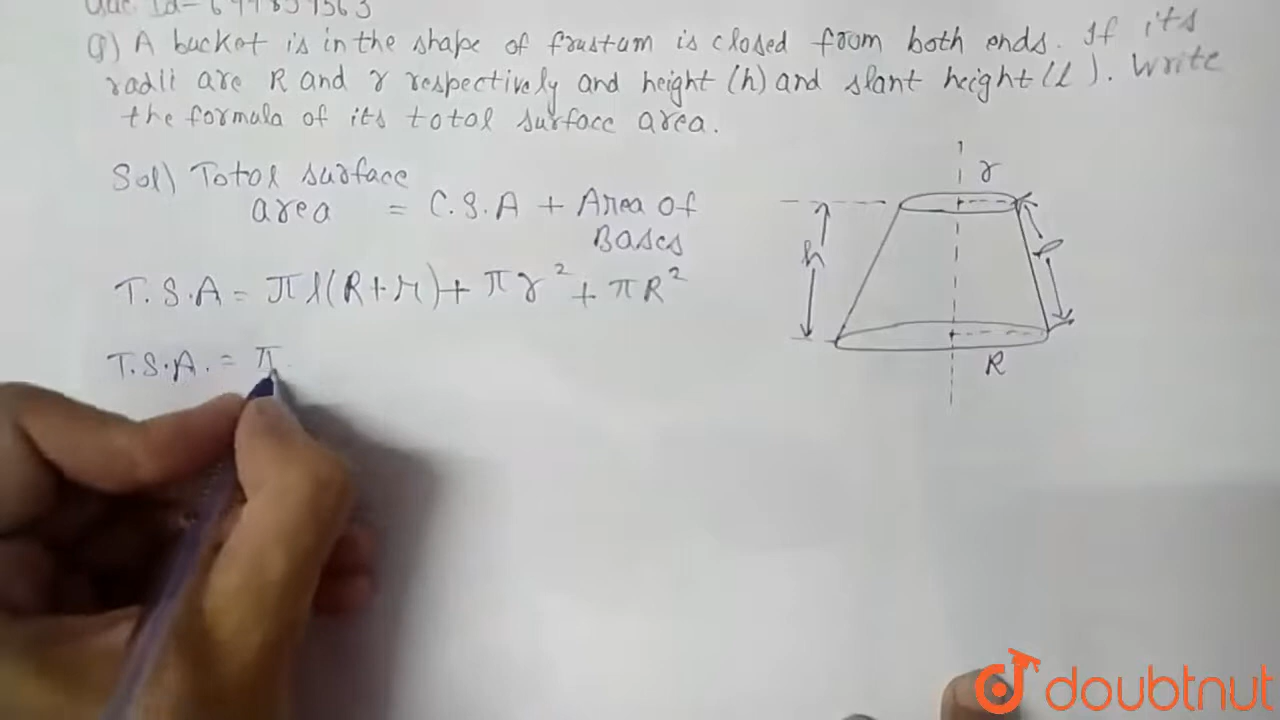 Q) A bucket is in the shape of frustum is closed from both ends. If its
radii are R and r respectively and height (h) and slant height (l). Write
the formula of its total surface area.
Sol) Total surface
area = C.S.A + Area of
Bases
T.S.A = πl(R+r) + πr² + πR²
T.S.A. = π
r
h
l
R
doubtnut